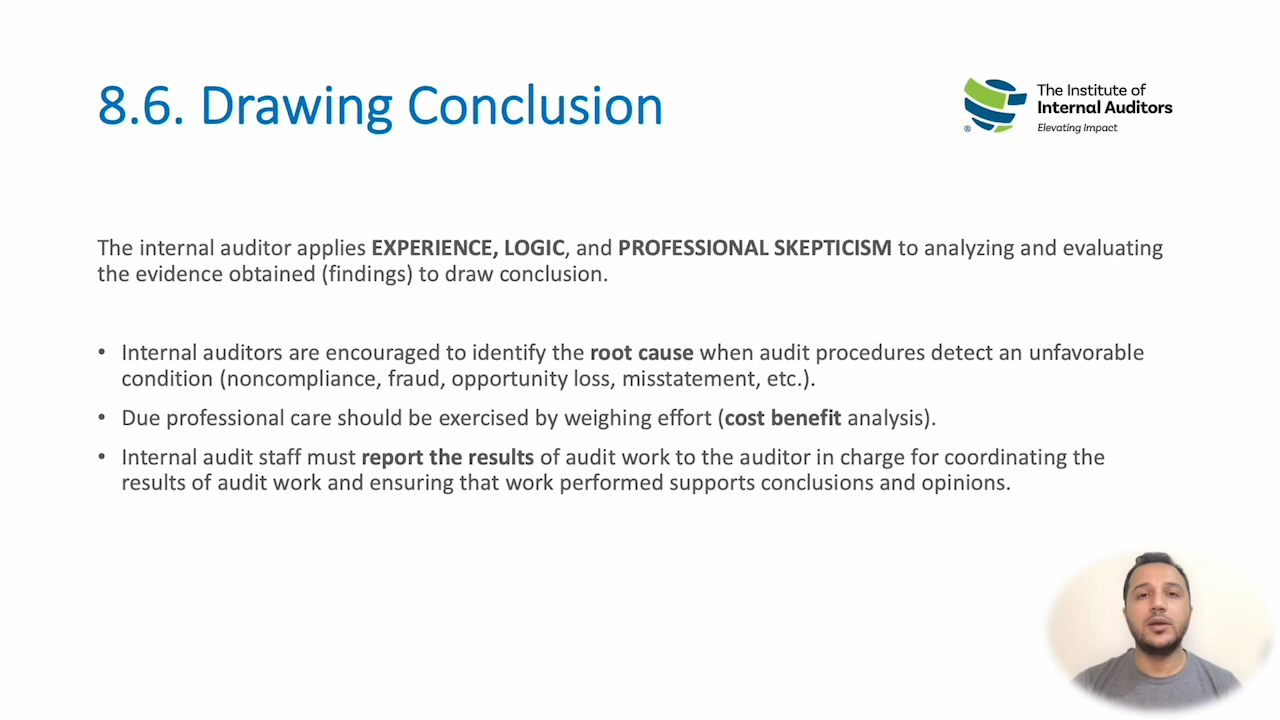 8.6. Drawing Conclusion
The Institute of
Internal Auditors
Elevating Impact
®
The internal auditor applies EXPERIENCE, LOGIC, and PROFESSIONAL SKEPTICISM to analyzing and evaluating
the evidence obtained (findings) to draw conclusion.
• Internal auditors are encouraged to identify the root cause when audit procedures detect an unfavorable
condition (noncompliance, fraud, opportunity loss, misstatement, etc.).
• Due professional care should be exercised by weighing effort (cost benefit analysis).
• Internal audit staff must report the results of audit work to the auditor in charge for coordinating the
results of audit work and ensuring that work performed supports conclusions and opinions.